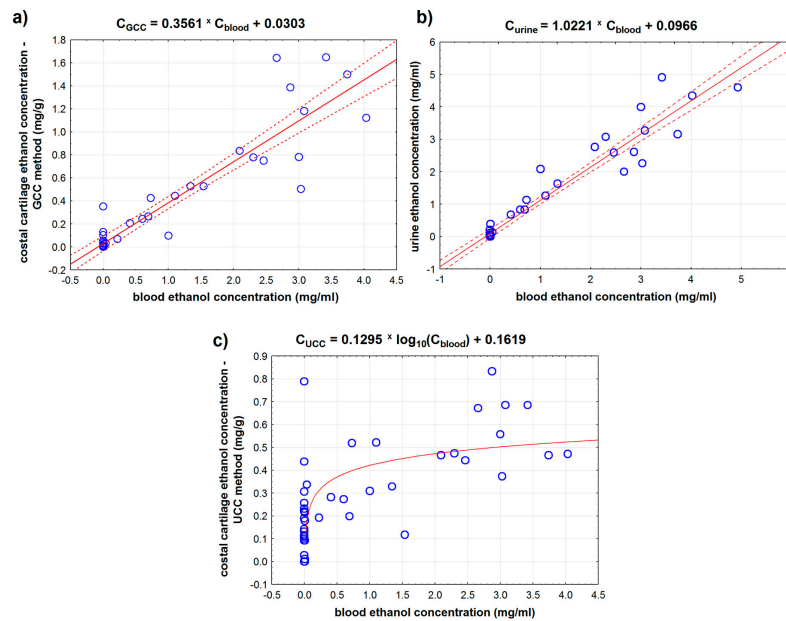 a)
C_GCC = 0.3561 x C_blood + 0.0303
costal cartilage ethanol concentration -
GCC method (mg/g)
1.8
1.6
1.4
1.2
1.0
0.8
0.6
0.4
0.2
0.0
-0.2
-0.5 0.0 0.5 1.0 1.5 2.0 2.5 3.0 3.5 4.0 4.5
blood ethanol concentration (mg/ml)
b)
C_urine = 1.0221 x C_blood + 0.0966
urine ethanol concentration (mg/ml)
6
5
4
3
2
1
0
-1
-1 0 1 2 3 4 5
blood ethanol concentration (mg/ml)
c)
C_UCC = 0.1295 x log10(C_blood) + 0.1619
costal cartilage ethanol concentration -
UCC method (mg/g)
0.9
0.8
0.7
0.6
0.5
0.4
0.3
0.2
0.1
0.0
-0.1
-0.5 0.0 0.5 1.0 1.5 2.0 2.5 3.0 3.5 4.0 4.5
blood ethanol concentration (mg/ml)